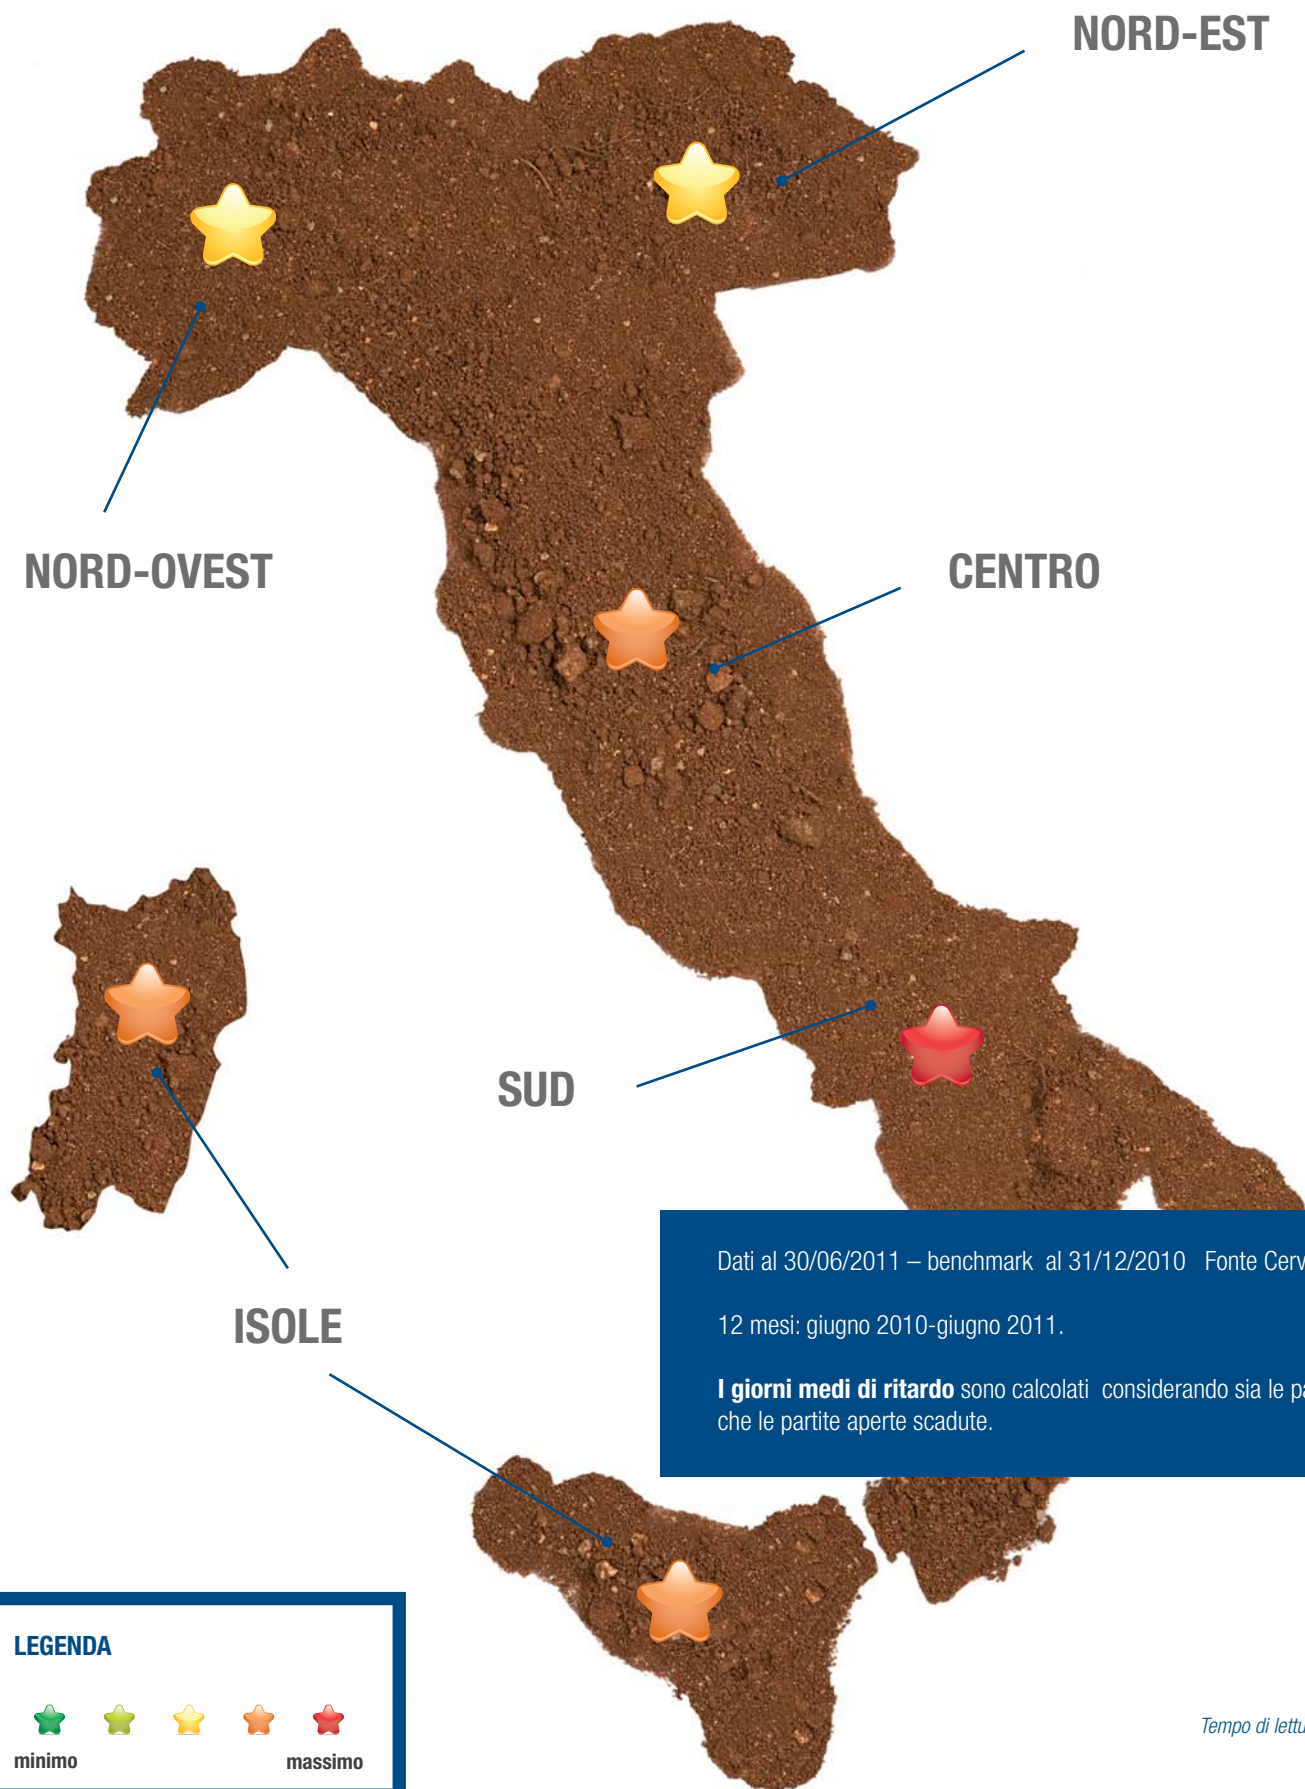 NORD-EST
NORD-OVEST
CENTRO
SUD
ISOLE
Dati al 30/06/2011 – benchmark al 31/12/2010 Fonte
12 mesi: giugno 2010-giugno 2011.
I giorni medi di ritardo sono calcolati considerando sia le
che le partite aperte scadute.
LEGENDA
minimo massimo
Tempo di